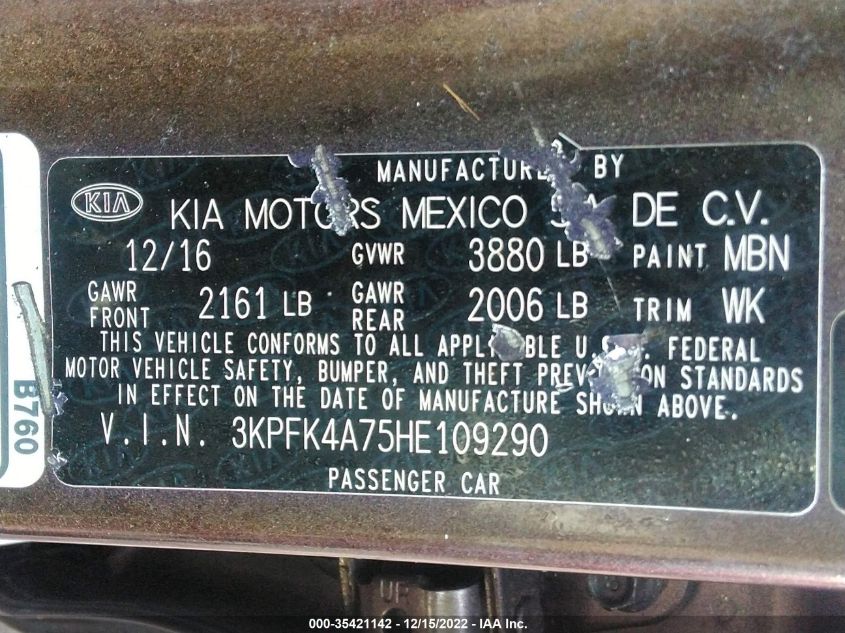 MANUFACTURED BY
KIA
KIA MOTORS MEXICO S.A. DE C.V.
12/16 GVWR 3880 LB PAINT MBN
GAWR FRONT 2161 LB GAWR REAR 2006 LB TRIM WK
THIS VEHICLE CONFORMS TO ALL APPLICABLE U.S. FEDERAL
MOTOR VEHICLE SAFETY, BUMPER, AND THEFT PREVENTION STANDARDS
IN EFFECT ON THE DATE OF MANUFACTURE SHOWN ABOVE.
V.I.N. 3KPFK4A75HE109290
PASSENGER CAR
B760
UR
000-35421142 - 12/15/2022 - IAA Inc.